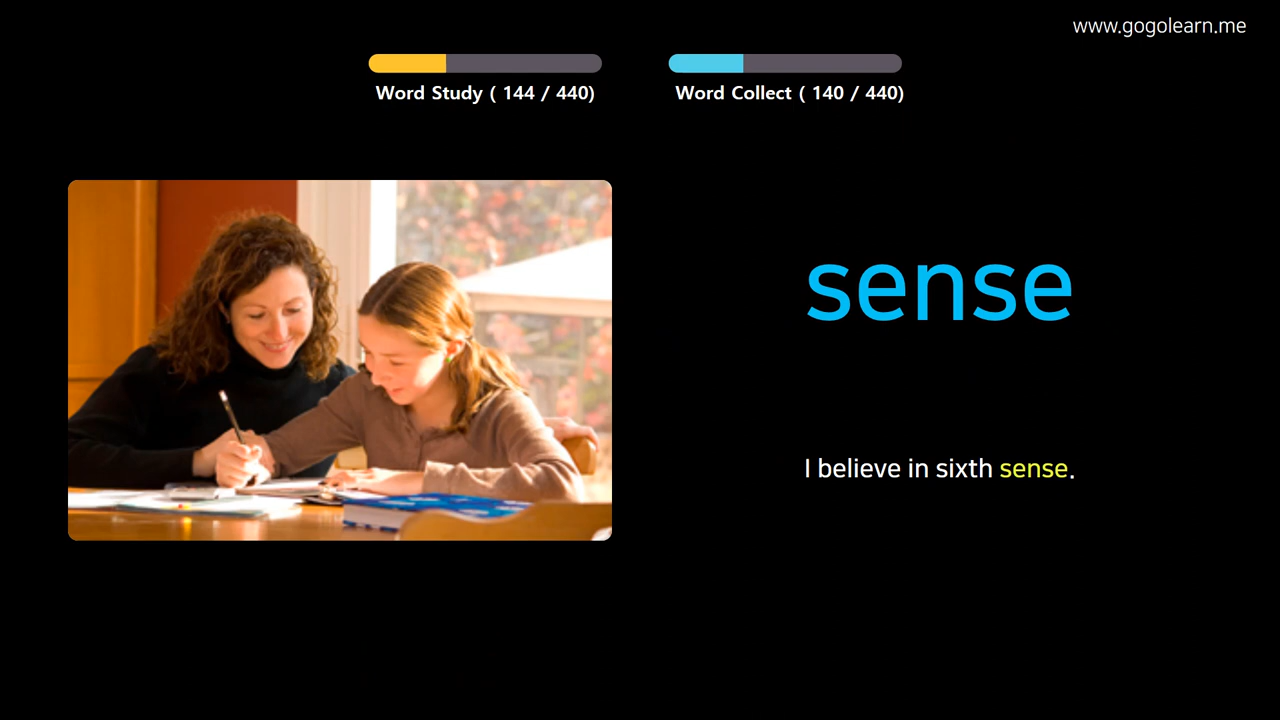 www.gogolearn.me
Word Study ( 144 / 440)
Word Collect ( 140 / 440)
sense
I believe in sixth sense.